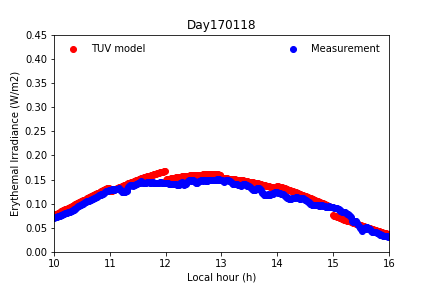 Day170118
TUV model
Measurement
Erythemal Irradiance (W/m2)
0.45
0.40
0.35
0.30
0.25
0.20
0.15
0.10
0.05
0.00
10 11 12 13 14 15 16
Local hour (h)